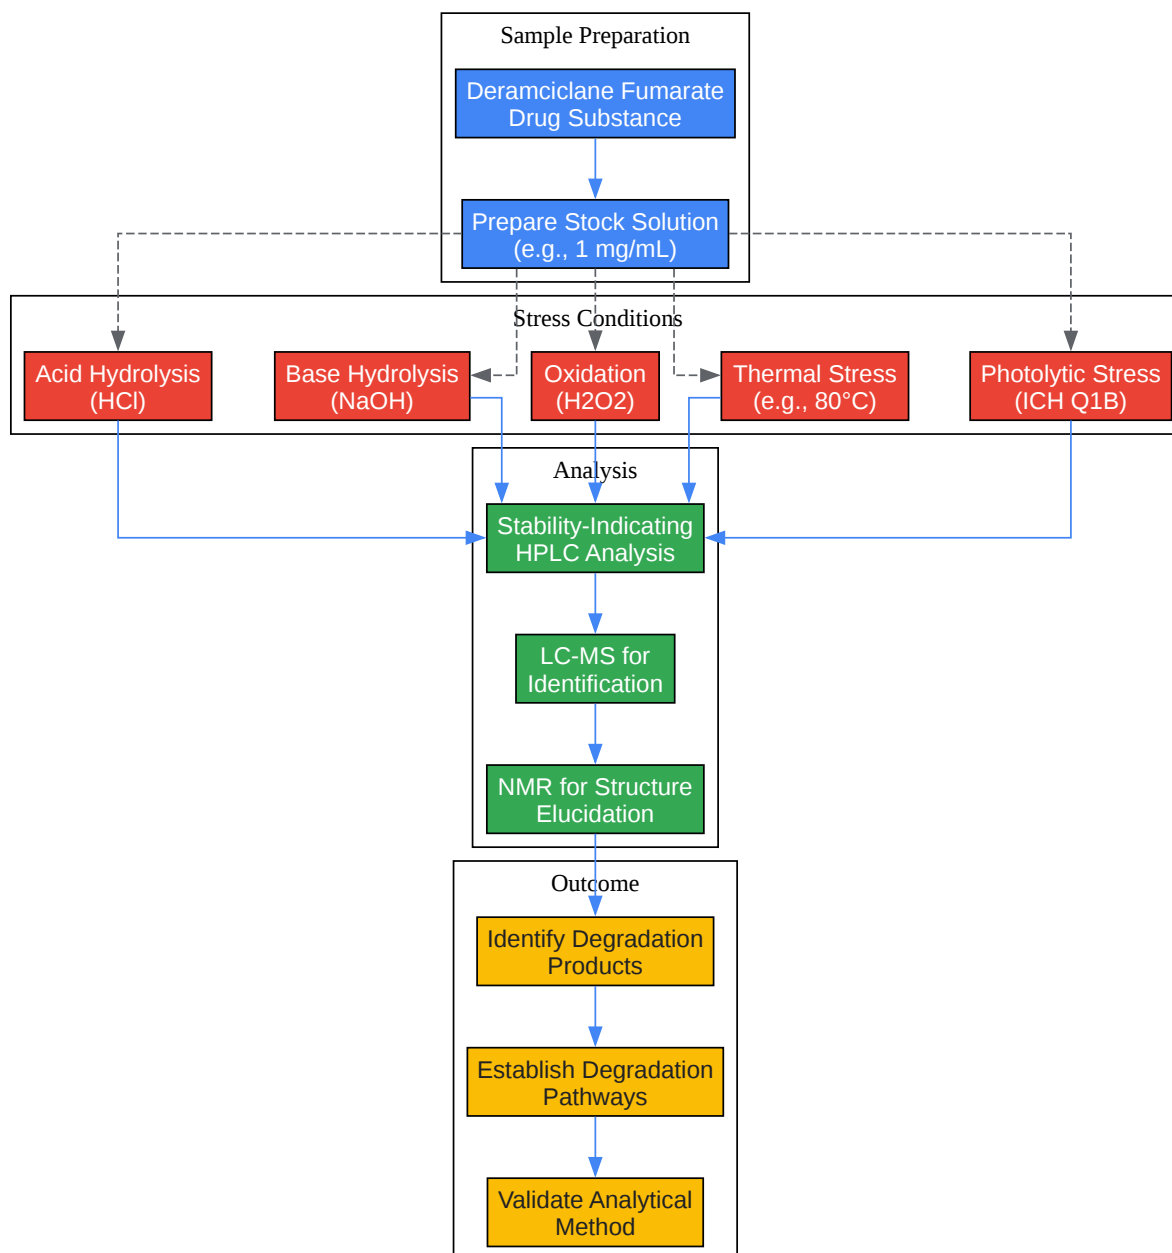 Sample Preparation
Deramciclane Fumarate
Drug Substance
Prepare Stock Solution
(e.g., 1 mg/mL)
Stress Conditions
Acid Hydrolysis
(HCl)
Base Hydrolysis
(NaOH)
Oxidation
(H2O2)
Thermal Stress
(e.g., 80°C)
Photolytic Stress
(ICH Q1B)
Analysis
Stability-Indicating
HPLC Analysis
LC-MS for
Identification
NMR for Structure
Elucidation
Outcome
Identify Degradation
Products
Establish Degradation
Pathways
Validate Analytical
Method